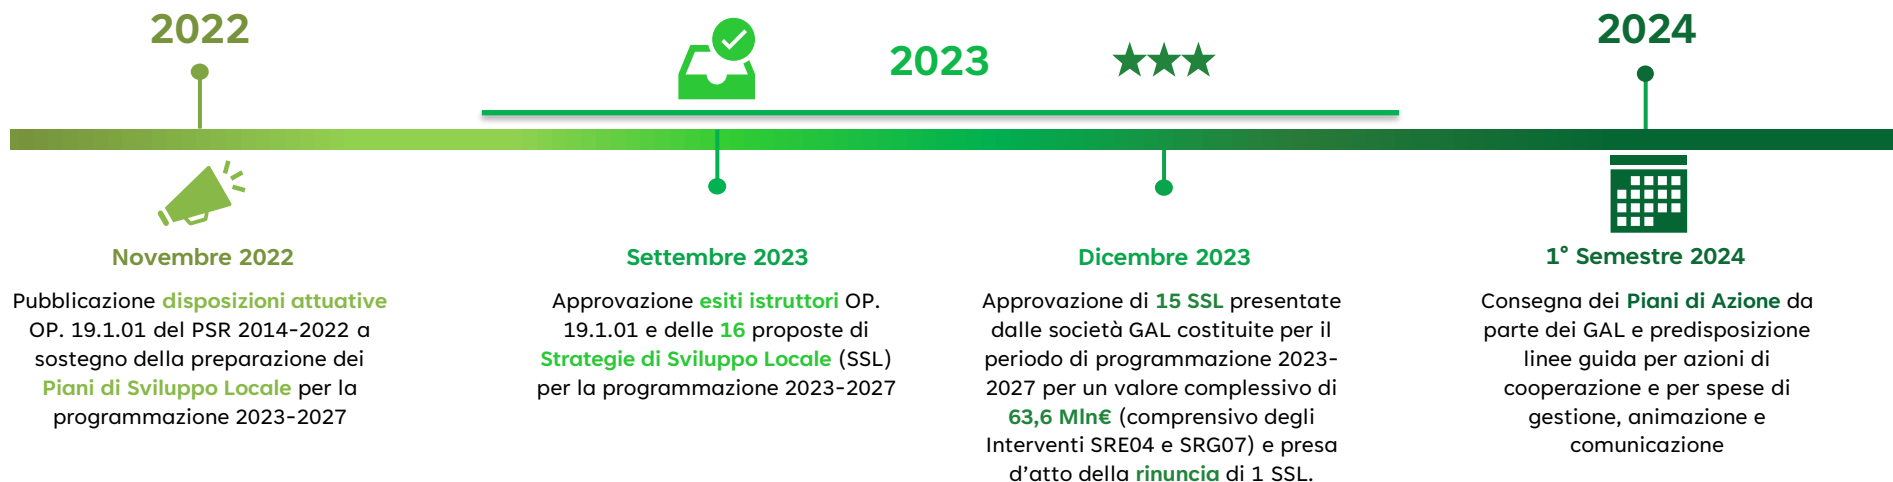 2022
2023
2024
Novembre 2022
Pubblicazione disposizioni attuative
OP. 19.1.01 del PSR 2014-2022 a
sostegno della preparazione dei
Piani di Sviluppo Locale per la
programmazione 2023-2027
Settembre 2023
Approvazione esiti istruttori OP.
19.1.01 e delle 16 proposte di
Strategie di Sviluppo Locale (SSL)
per la programmazione 2023-2027
Dicembre 2023
Approvazione di 15 SSL presentate
dalle società GAL costituite per il
periodo di programmazione 2023-
2027 per un valore complessivo di
63,6 Mln€ (comprensivo degli
Interventi SRE04 e SRG07) e presa
d'atto della rinuncia di 1 SSL.
1° Semestre 2024
Consegna dei Piani di Azione da
parte dei GAL e predisposizione
linee guida per azioni di
cooperazione e per spese di
gestione, animazione e
comunicazione